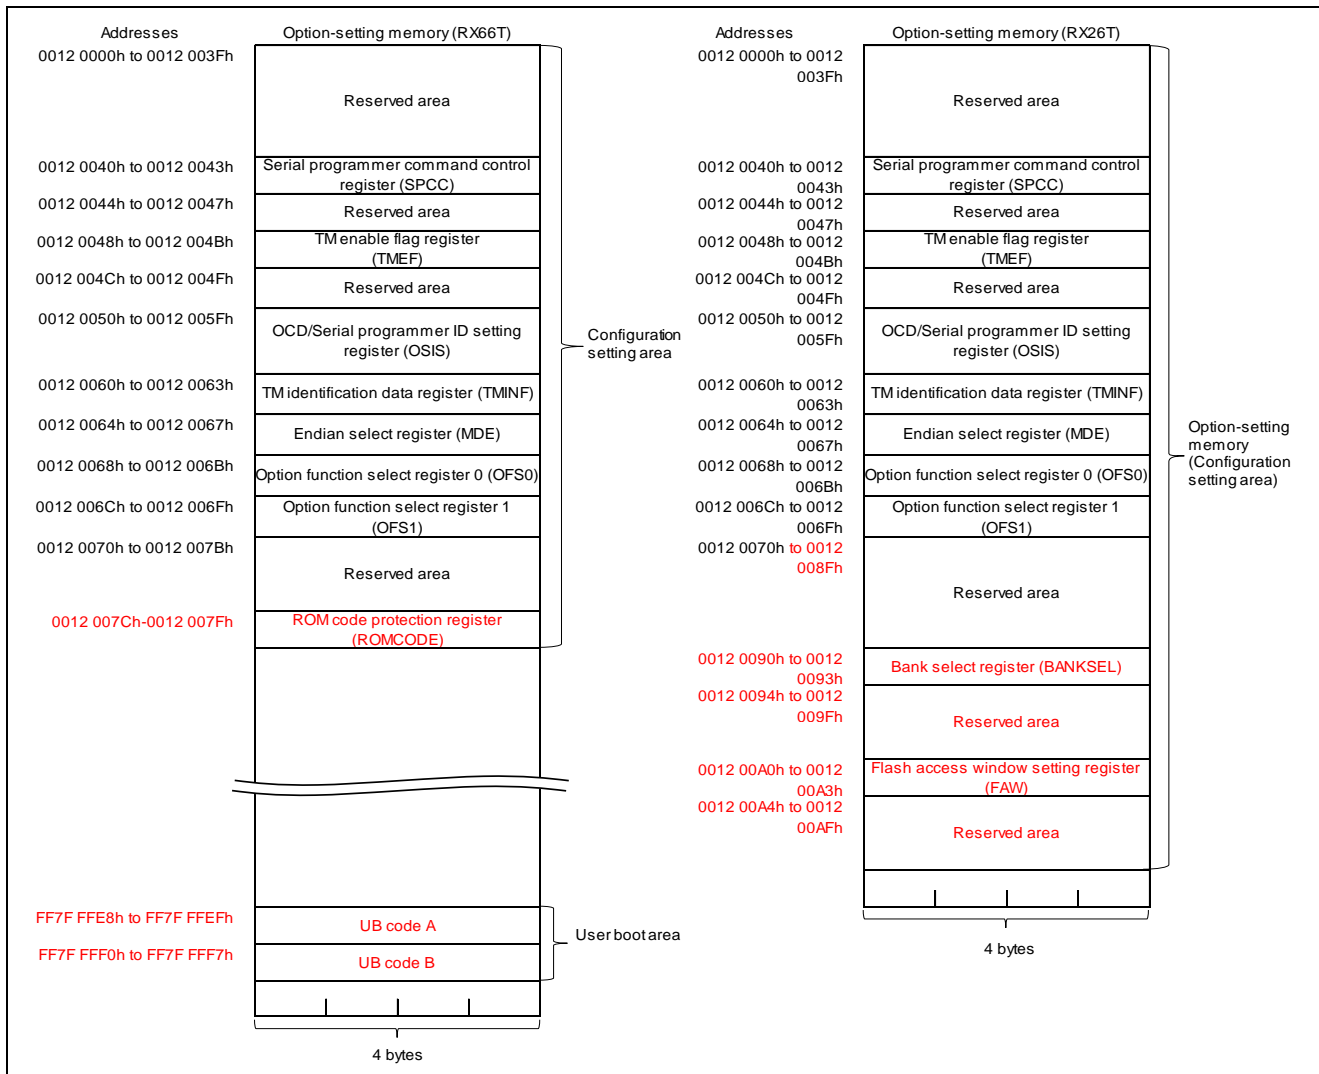 Addresses
Option-setting memory (RX66T)
0012 0000h to 0012 003Fh
Reserved area
0012 0040h to 0012 0043h
Serial programmer command control
register (SPCC)
0012 0044h to 0012 0047h
Reserved area
0012 0048h to 0012 004Bh
TM enable flag register
(TMEF)
0012 004Ch to 0012 004Fh
Reserved area
0012 0050h to 0012 005Fh
OCD/Serial programmer ID setting
register (OSIS)
0012 0060h to 0012 0063h
TM identification data register (TMINF)
0012 0064h to 0012 0067h
Endian select register (MDE)
0012 0068h to 0012 006Bh
Option function select register 0 (OFS0)
0012 006Ch to 0012 006Fh
Option function select register 1
(OFS1)
0012 0070h to 0012 007Bh
Reserved area
0012 007Ch-0012 007Fh
ROM code protection register
(ROMCODE)
Configuration
setting area
FF7F FFE8h to FF7F FFEFh
UB code A
FF7F FFF0h to FF7F FFF7h
UB code B
User boot area
4 bytes
Addresses
Option-setting memory (RX26T)
0012 0000h to 0012
003Fh
Reserved area
0012 0040h to 0012
0043h
Serial programmer command control
register (SPCC)
0012 0044h to 0012
0047h
Reserved area
0012 0048h to 0012
004Bh
TM enable flag register
(TMEF)
0012 004Ch to 0012
004Fh
Reserved area
0012 0050h to 0012
005Fh
OCD/Serial programmer ID setting
register (OSIS)
0012 0060h to 0012
0063h
TM identification data register (TMINF)
0012 0064h to 0012
0067h
Endian select register (MDE)
0012 0068h to 0012
006Bh
Option function select register 0 (OFS0)
0012 006Ch to 0012
006Fh
Option function select register 1
(OFS1)
0012 0070h to 0012
008Fh
Reserved area
0012 0090h to 0012
0093h
Bank select register (BANKSEL)
0012 0094h to 0012
009Fh
Reserved area
0012 00A0h to 0012
00A3h
Flash access window setting register
(FAW)
0012 00A4h to 0012
00AFh
Reserved area
Option-setting
memory
(Configuration
setting area)
4 bytes